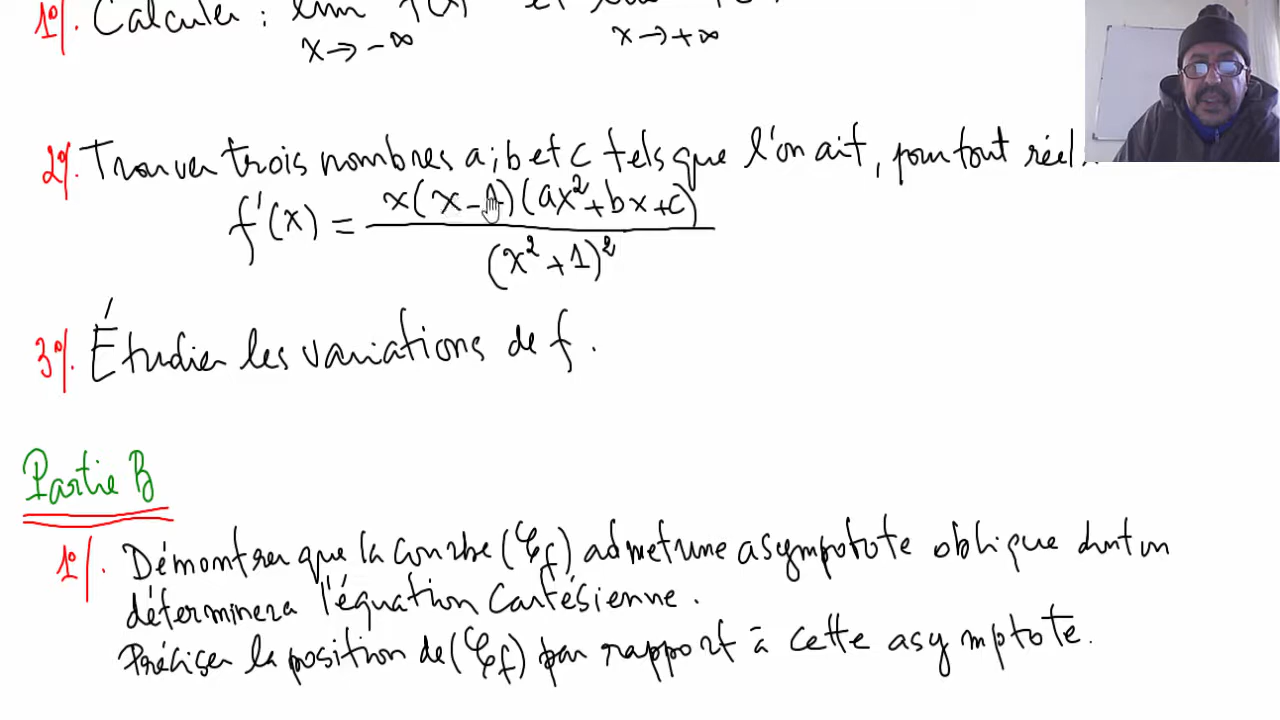 1°/. Calculer : lim f(x) et lim
x→-∞ x→+∞
2°/. Trouver trois nombres a; b et c tels que l'on ait, pour tout réel
f'(x) = x(x-1)(ax²+bx+c) / (x²+1)²
3°/. Étudier les variations de f.
Partie B
1°/. Démontrer que la courbe (𝒞f) admet une asymptote oblique dont on
déterminera l'équation Cartésienne.
Préciser la position de (𝒞f) par rapport à cette asymptote.